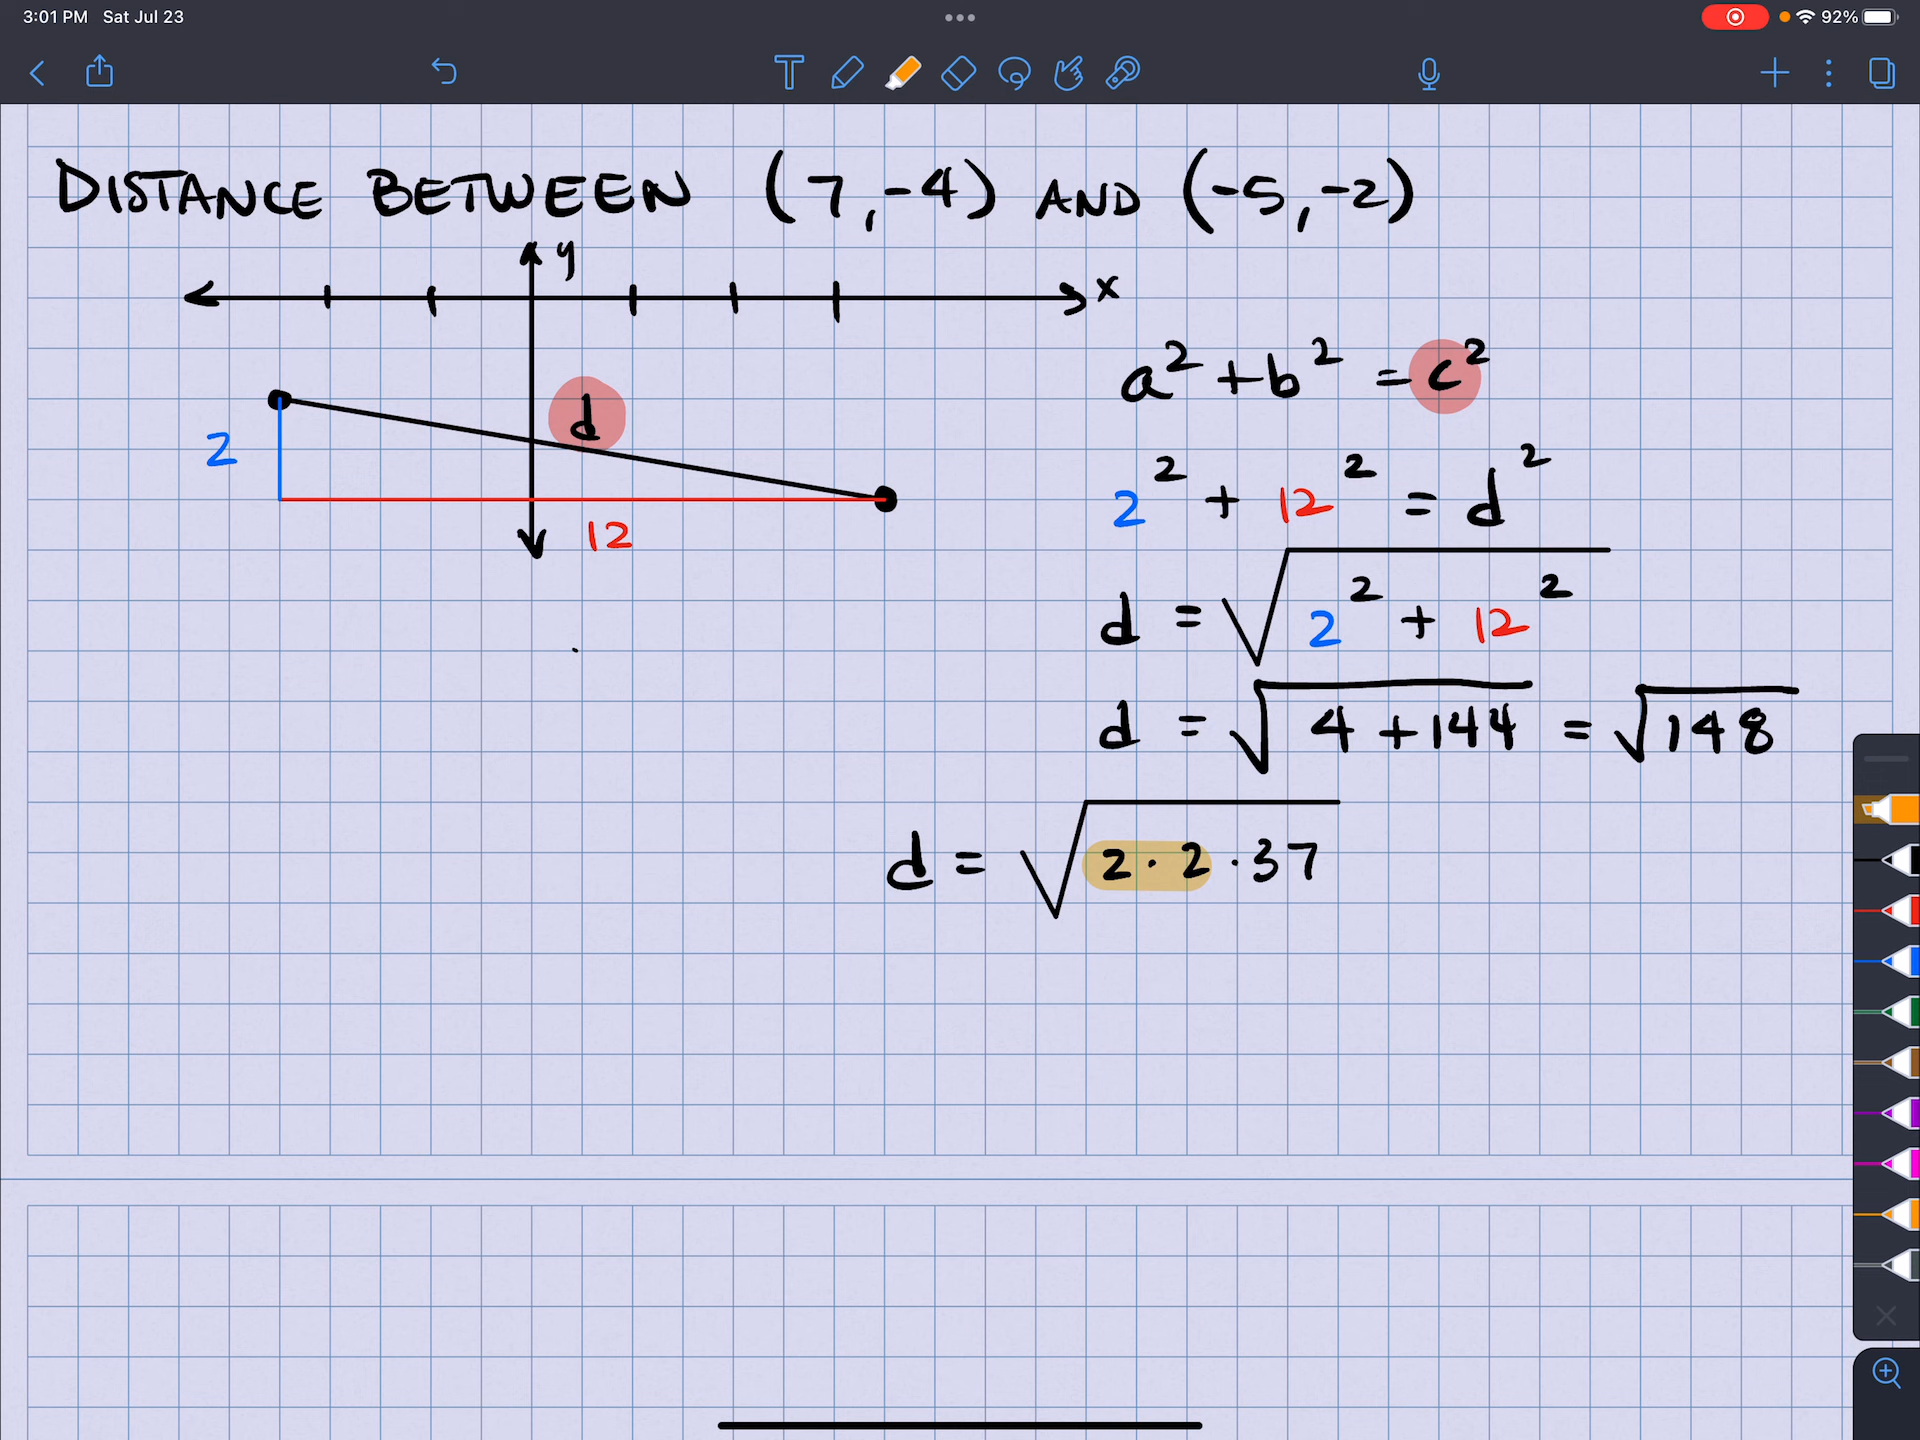 3:01 PM Sat Jul 23
92%
DISTANCE BETWEEN (7,-4) AND (-5,-2)
y
x
a² + b² = c²
d
2
2² + 12² = d²
12
d = √(2² + 12²)
d = √(4 + 144) = √148
d = √(2·2·37)